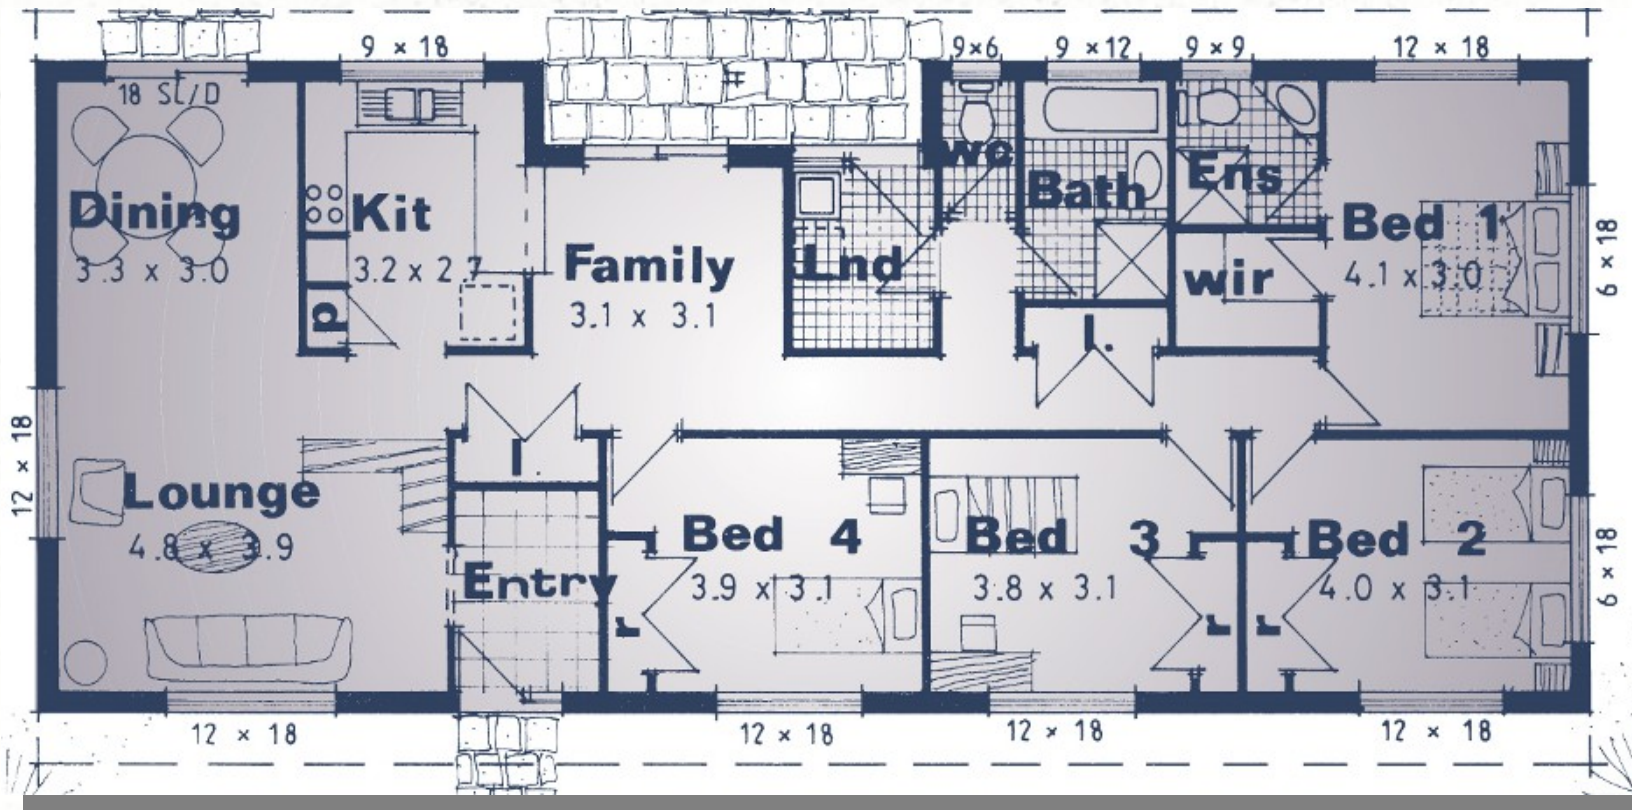 9 × 18
9×6
9 ×12
9 × 9
12 × 18
18 SL/D
wc
Dining
3.3 x 3.0
Kit
3.2 x 2.7
Family
3.1 x 3.1
Lnd
Bath
Ens
wir
Bed 1
4.1 x 3.0
6 × 18
p
l.
12 × 18
l.
Lounge
4.8 x 3.9
Entry
Bed 4
3.9 x 3.1
r
Bed 3
3.8 x 3.1
r
r
Bed 2
4.0 x 3.1
6 × 18
12 × 18
12 × 18
12 × 18
12 × 18